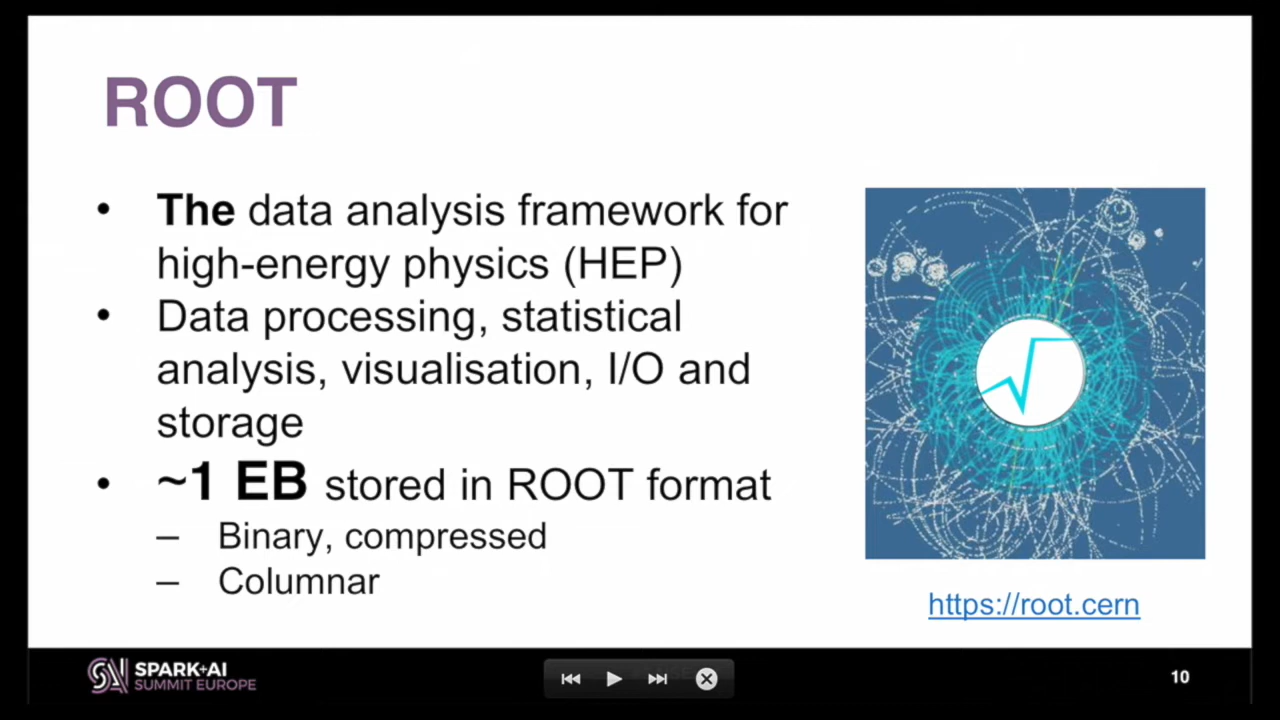 ROOT
• The data analysis framework for
high-energy physics (HEP)
• Data processing, statistical
analysis, visualisation, I/O and
storage
• ~1 EB stored in ROOT format
– Binary, compressed
– Columnar
https://root.cern
SPARK+AI
SUMMIT EUROPE
10